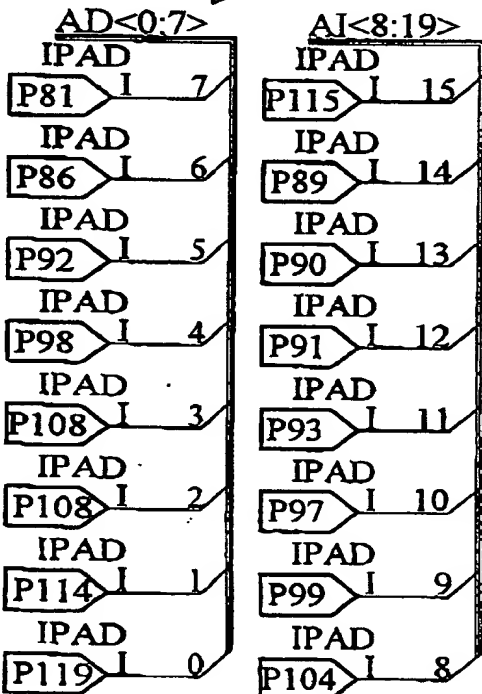 AD<0:7>
IPAD
P81 I 7
IPAD
P86 I 6
IPAD
P92 I 5
IPAD
P98 I 4
IPAD
P108 I 3
IPAD
P108 I 2
IPAD
P114 I 1
IPAD
P119 I 0
AI<8:19>
IPAD
P115 I 15
IPAD
P89 I 14
IPAD
P90 I 13
IPAD
P91 I 12
IPAD
P93 I 11
IPAD
P97 I 10
IPAD
P99 I 9
IPAD
P104 I 8